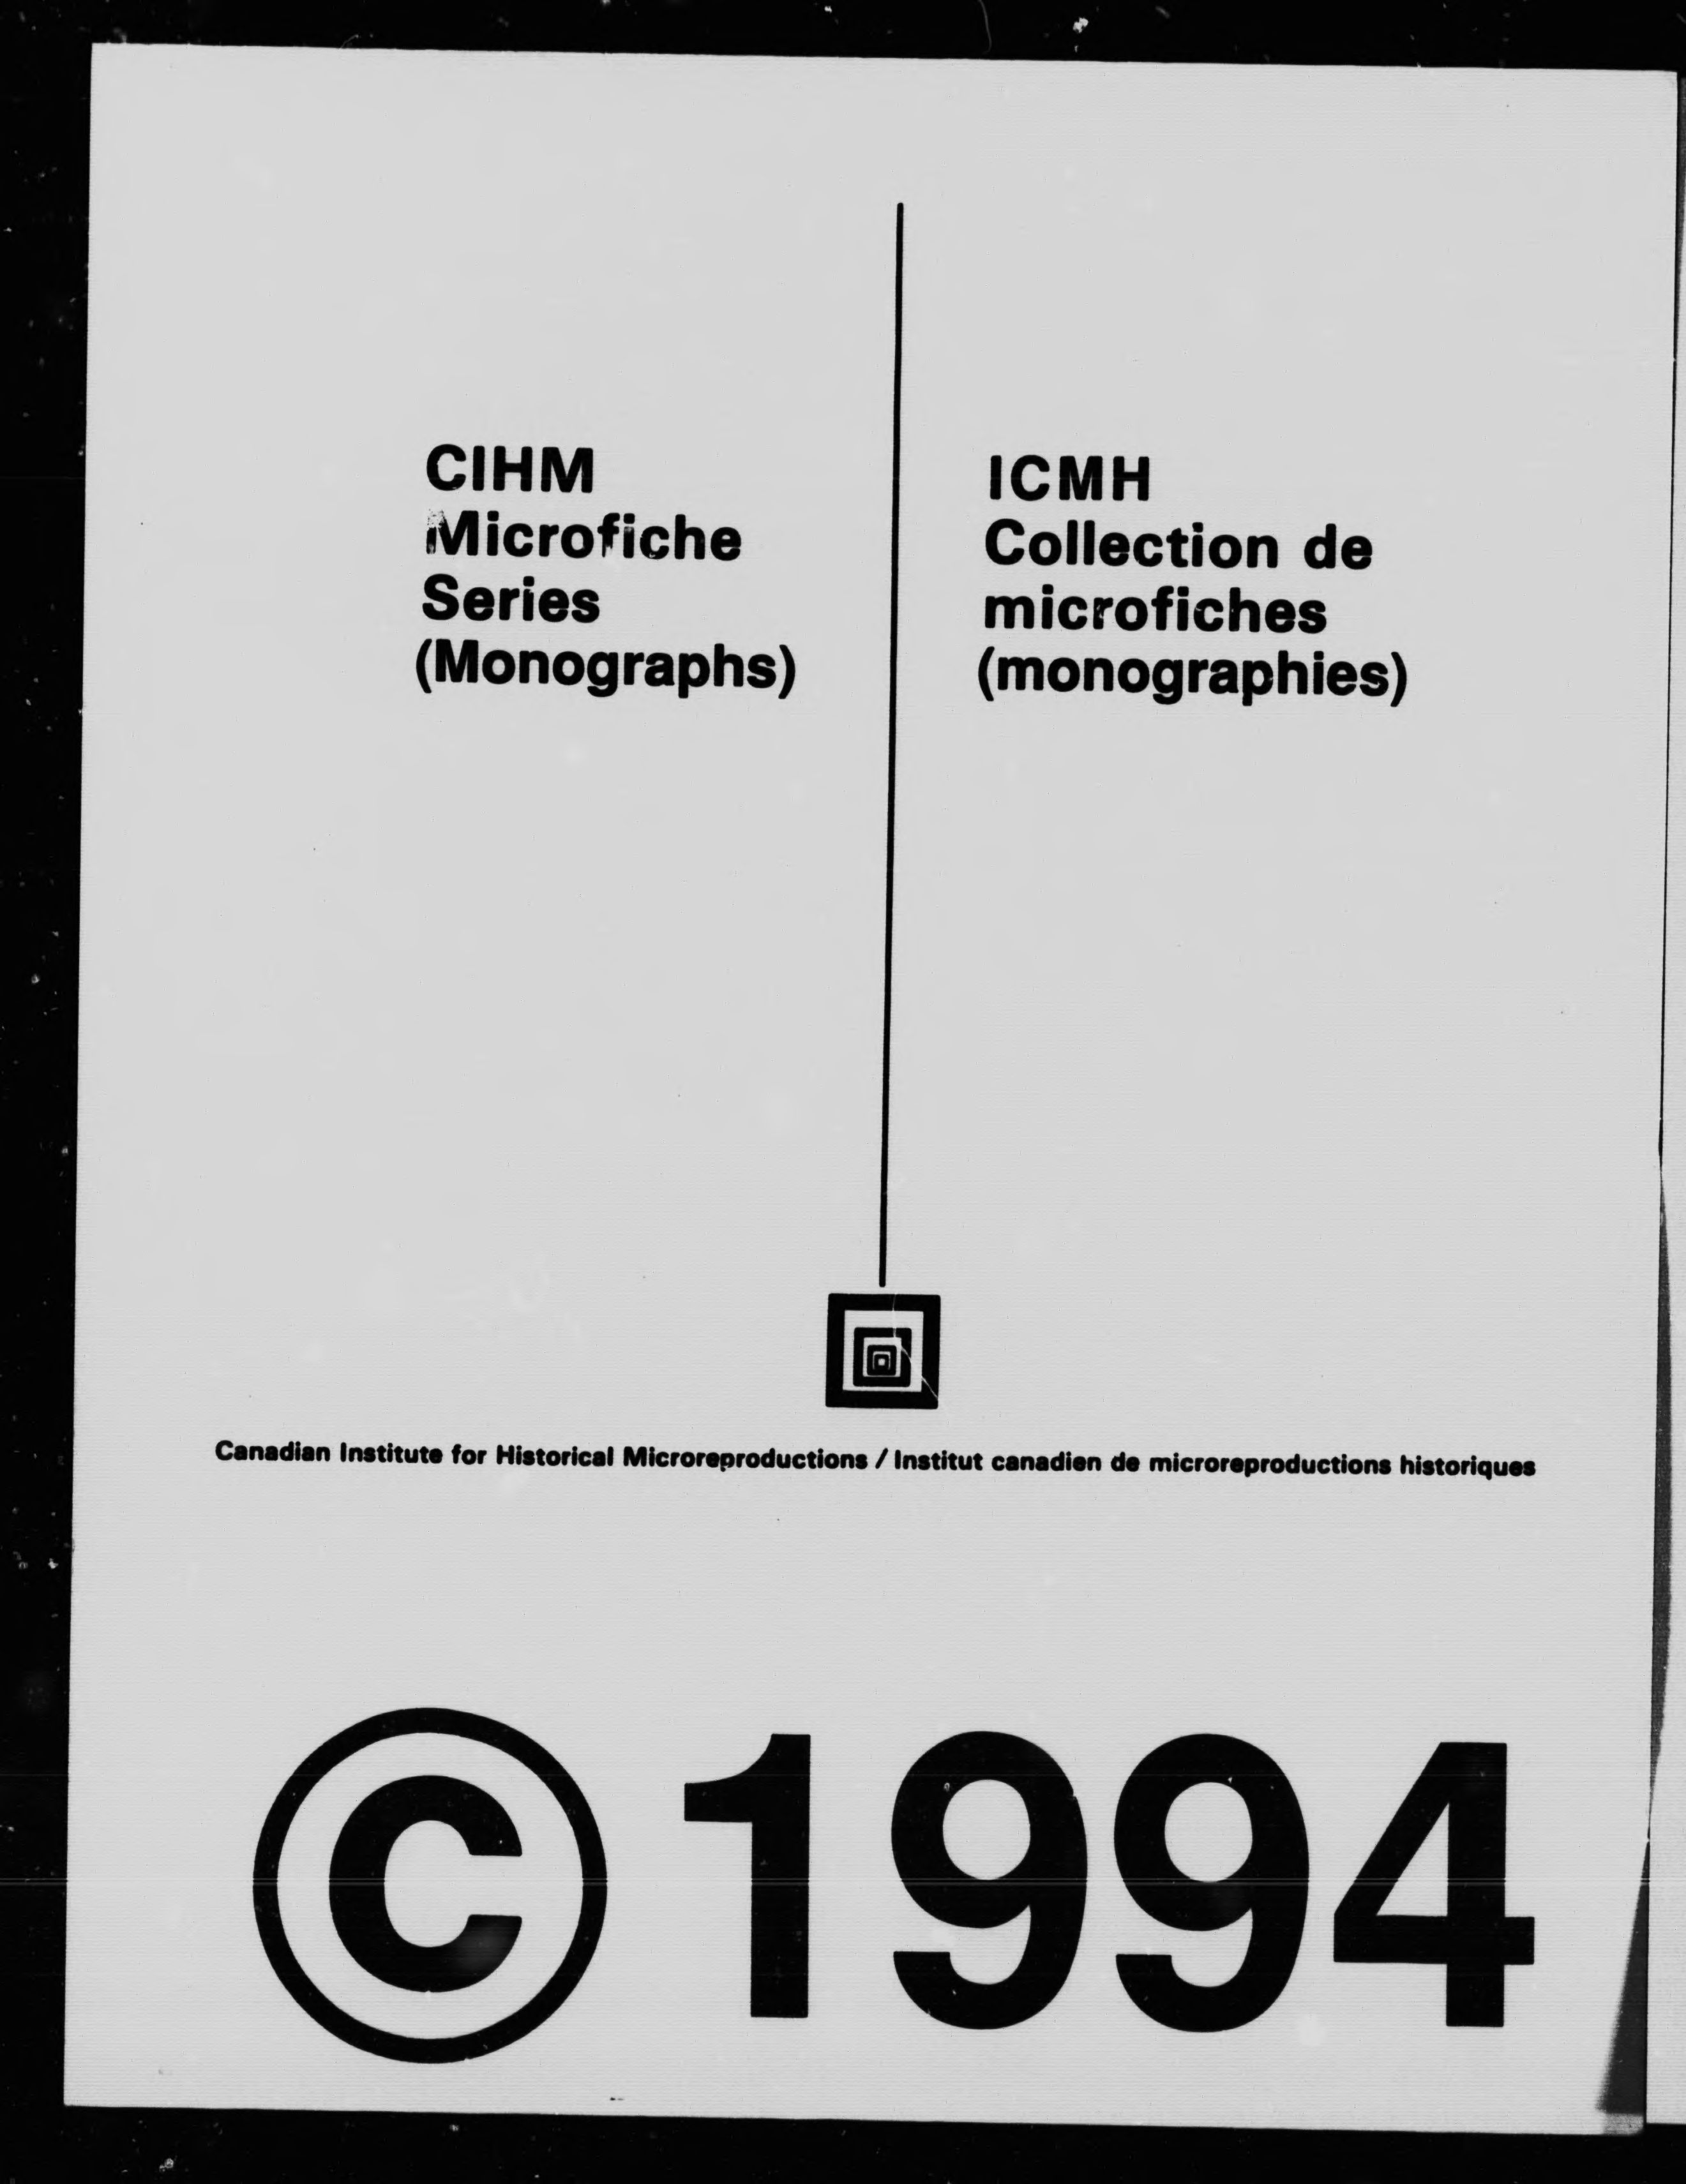 CIHM
Microfiche
Series
(Monographs)
ICMH
Collection de
microfiches
(monographies)
Canadian Institute for Historical Microreproductions / Institut canadien de microreproductions historiques
© 1994